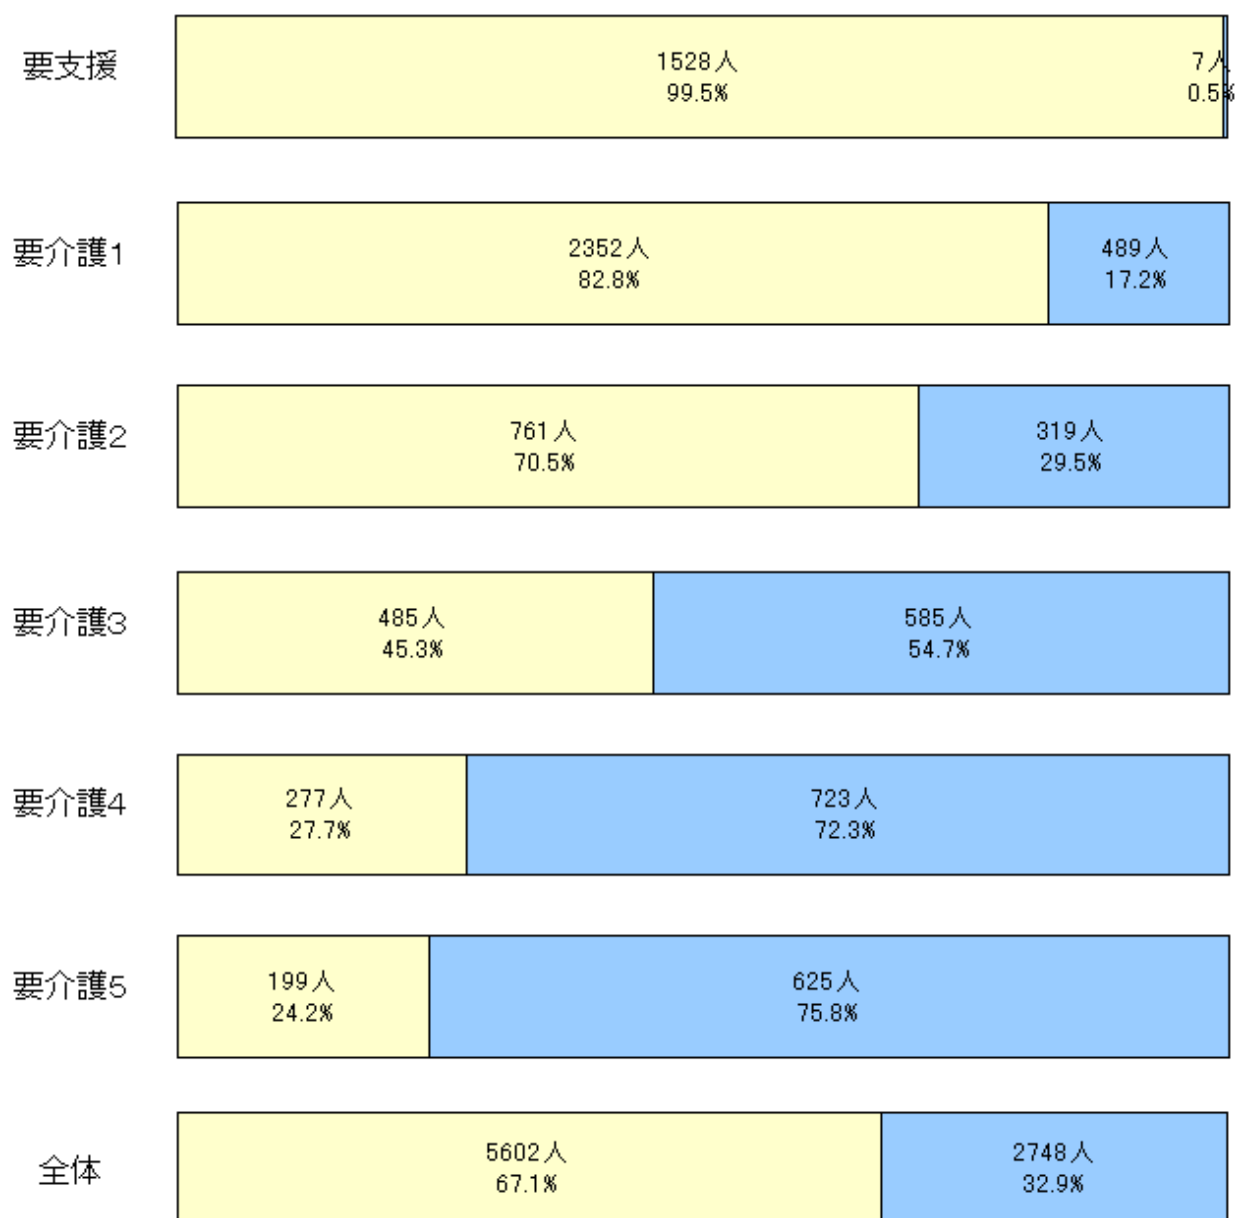 要支援
1528人
99.5%
7人
0.5%
要介護1
2352人
82.8%
489人
17.2%
要介護2
761人
70.5%
319人
29.5%
要介護3
485人
45.3%
585人
54.7%
要介護4
277人
27.7%
723人
72.3%
要介護5
199人
24.2%
625人
75.8%
全体
5602人
67.1%
2748人
32.9%